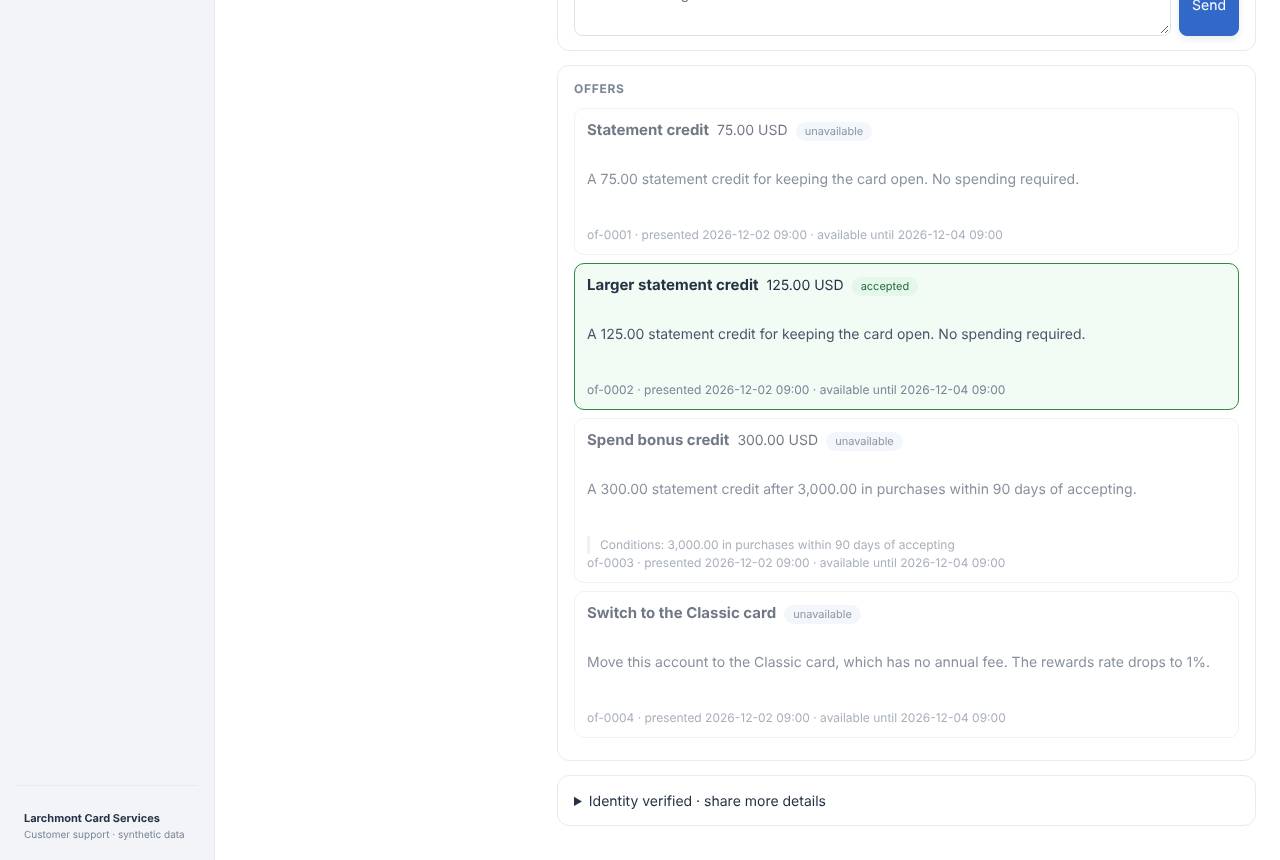 Send
OFFERS
Statement credit 75.00 USD unavailable
A 75.00 statement credit for keeping the card open. No spending required.
of-0001 · presented 2026-12-02 09:00 · available until 2026-12-04 09:00
Larger statement credit 125.00 USD accepted
A 125.00 statement credit for keeping the card open. No spending required.
of-0002 · presented 2026-12-02 09:00 · available until 2026-12-04 09:00
Spend bonus credit 300.00 USD unavailable
A 300.00 statement credit after 3,000.00 in purchases within 90 days of accepting.
Conditions: 3,000.00 in purchases within 90 days of accepting
of-0003 · presented 2026-12-02 09:00 · available until 2026-12-04 09:00
Switch to the Classic card unavailable
Move this account to the Classic card, which has no annual fee. The rewards rate drops to 1%.
of-0004 · presented 2026-12-02 09:00 · available until 2026-12-04 09:00
Identity verified · share more details
Larchmont Card Services
Customer support · synthetic data